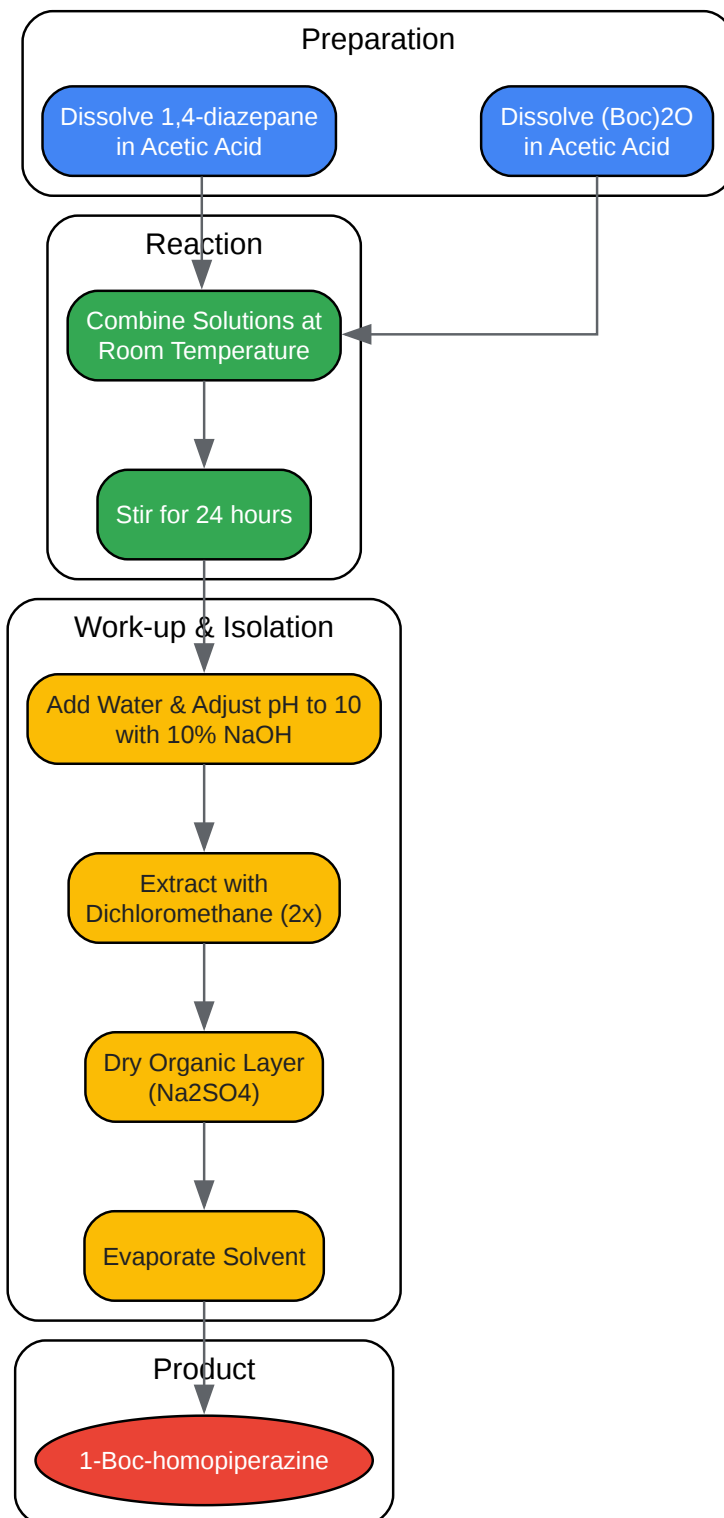 Preparation
Dissolve 1,4-diazepane
in Acetic Acid
Dissolve (Boc)2O
in Acetic Acid
Reaction
Combine Solutions at
Room Temperature
Stir for 24 hours
Work-up & Isolation
Add Water & Adjust pH to 10
with 10% NaOH
Extract with
Dichloromethane (2x)
Dry Organic Layer
(Na2SO4)
Evaporate Solvent
Product
1-Boc-homopiperazine